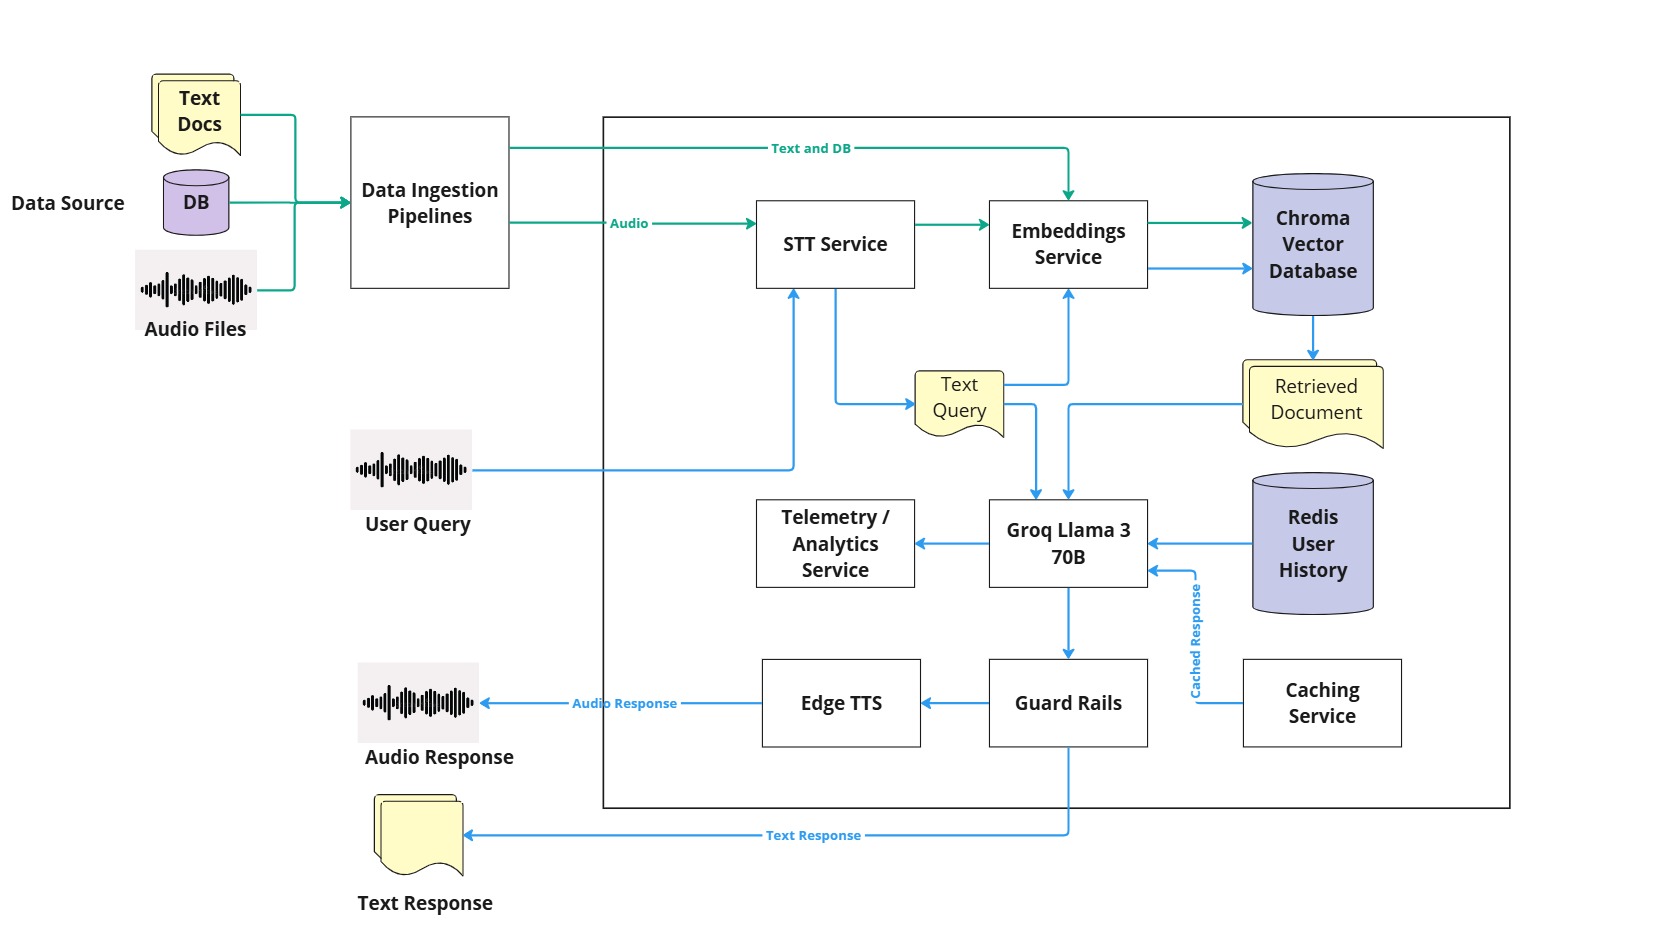 Text
Docs
Data Source
DB
Audio Files
Data Ingestion
Pipelines
Text and DB
Audio
STT Service
Embeddings
Service
Chroma
Vector
Database
Text
Query
Retrieved
Document
User Query
Telemetry /
Analytics
Service
Groq Llama 3
70B
Redis
User
History
Cached Response
Audio Response
Audio Response
Edge TTS
Guard Rails
Caching
Service
Text Response
Text Response